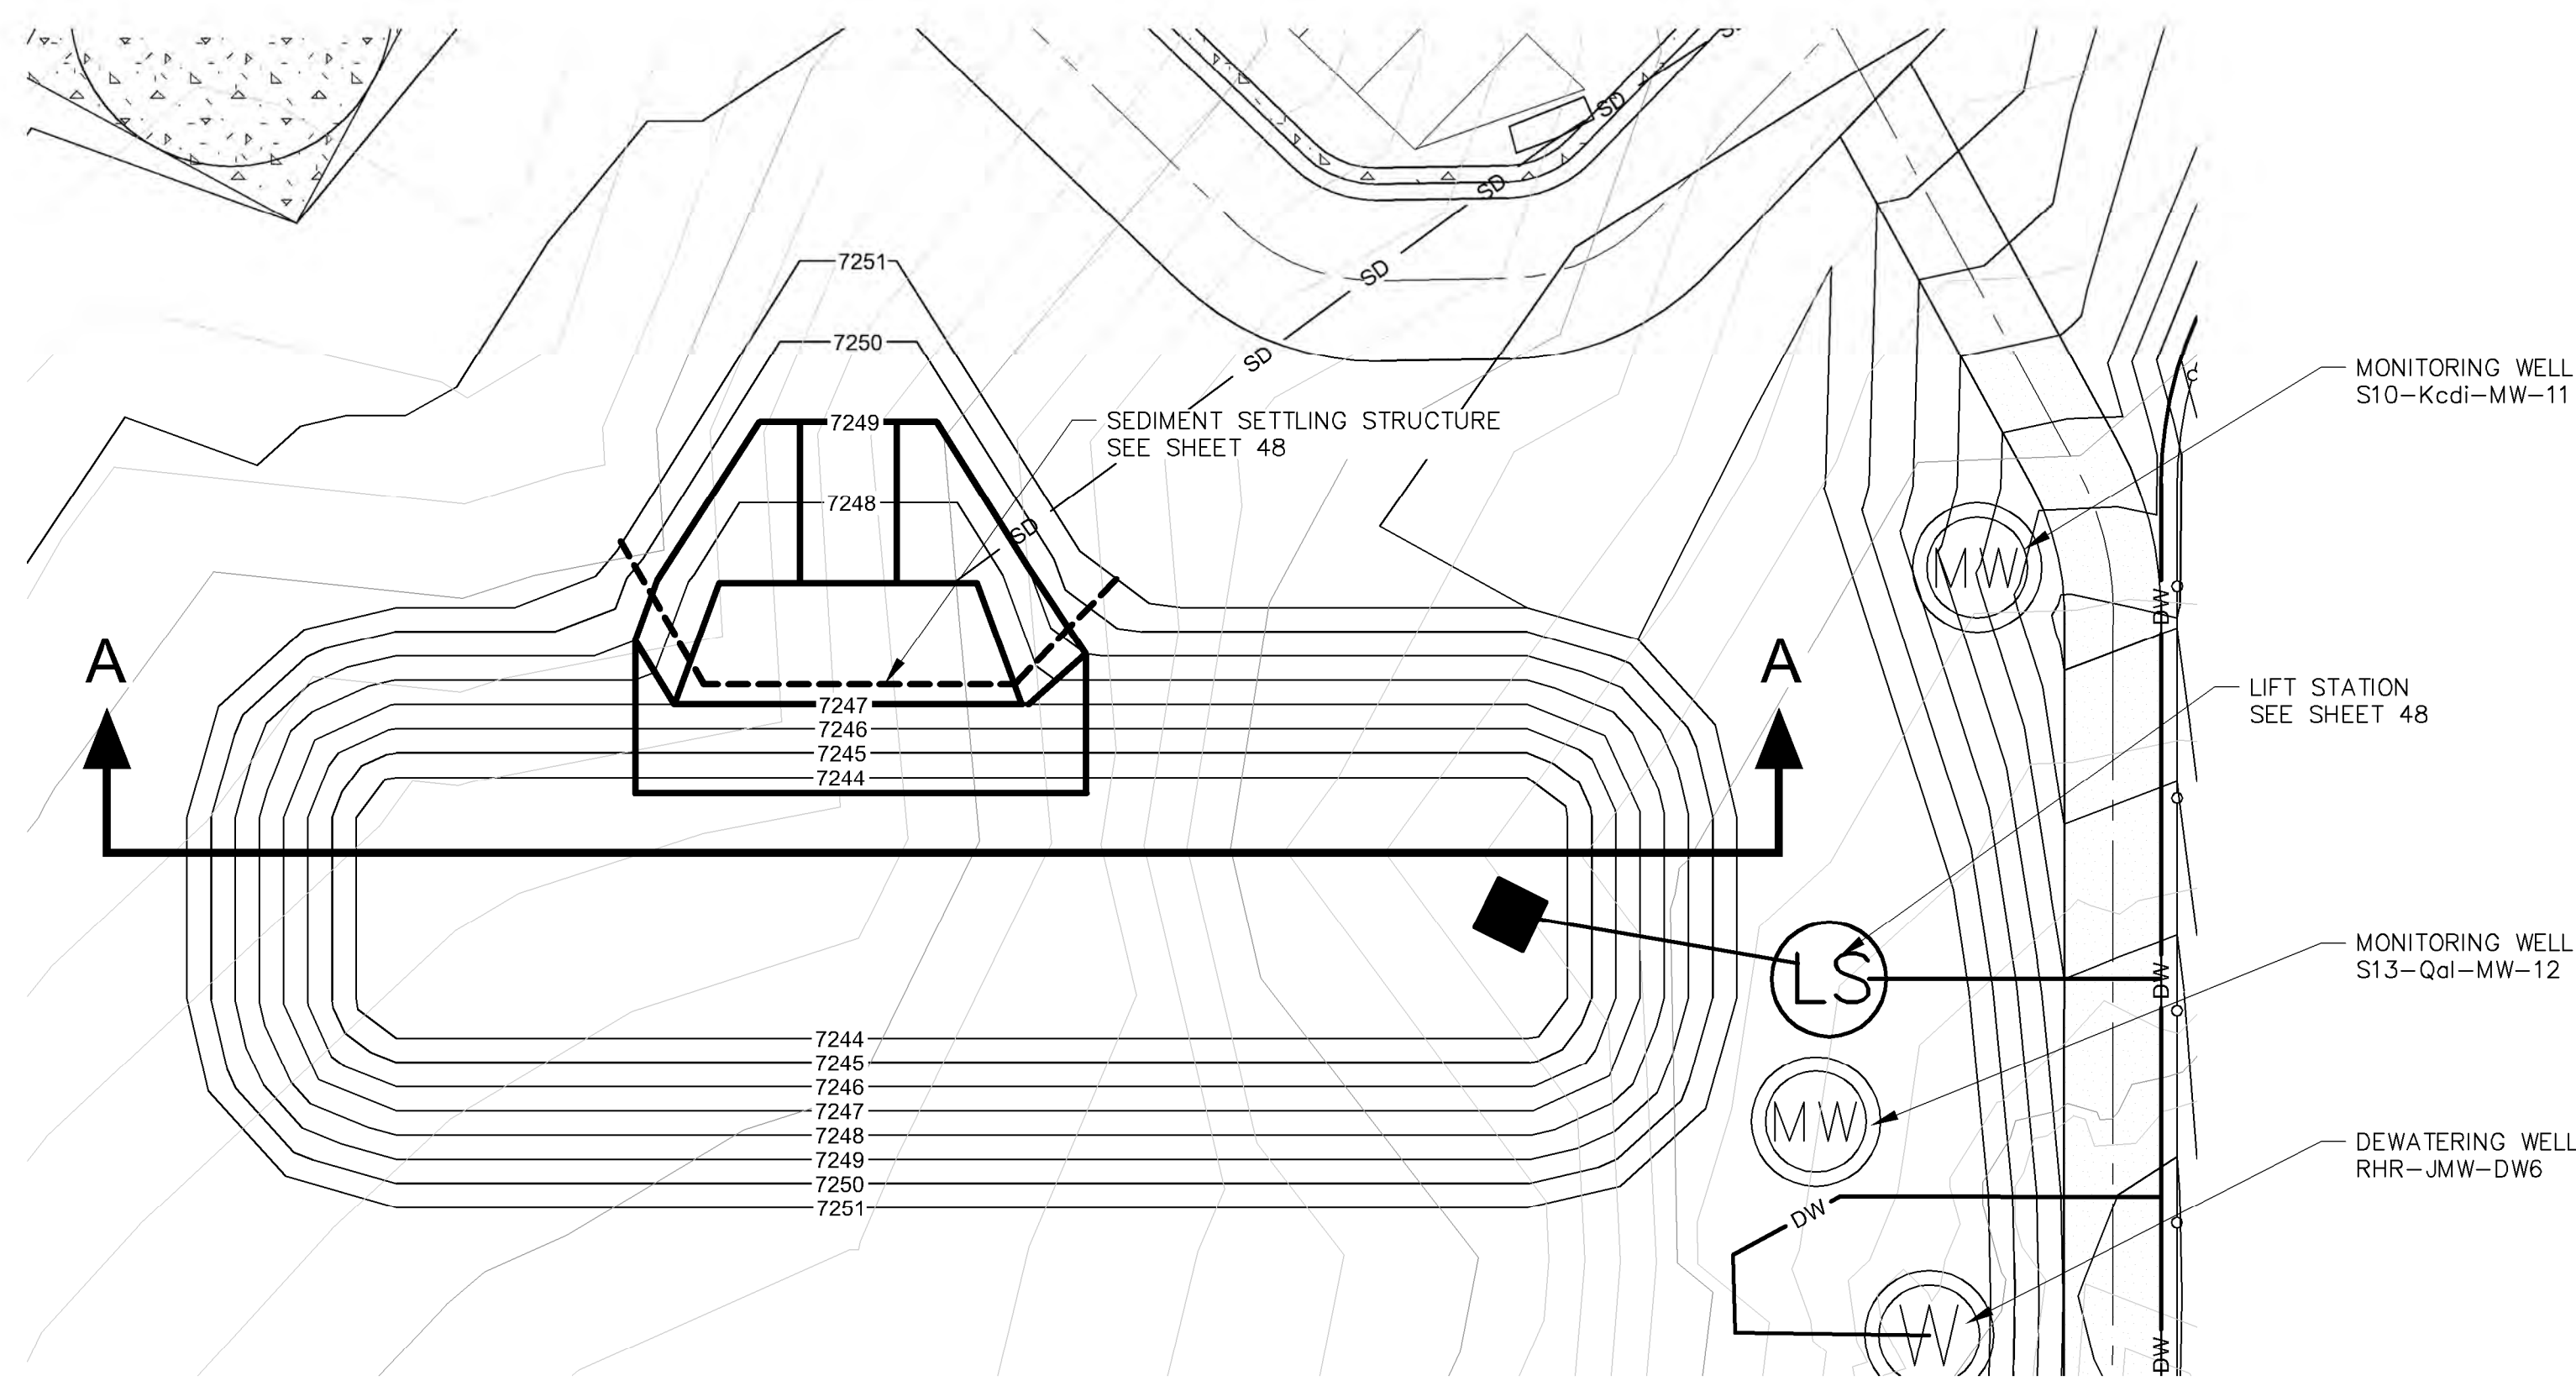 SD
SD
SD
7251
SD
7250
SD
MONITORING WELL
S10-Kcdi-MW-11
7249
SEDIMENT SETTLING STRUCTURE
SEE SHEET 48
7248
SD
MW
DW
A
A
LIFT STATION
SEE SHEET 48
7247
7246
7245
7244
MONITORING WELL
S13-Qal-MW-12
LS
DW
7244
7245
7246
7247
7248
7249
7250
7251
MW
DEWATERING WELL
RHR-JMW-DW6
DW
W
DW